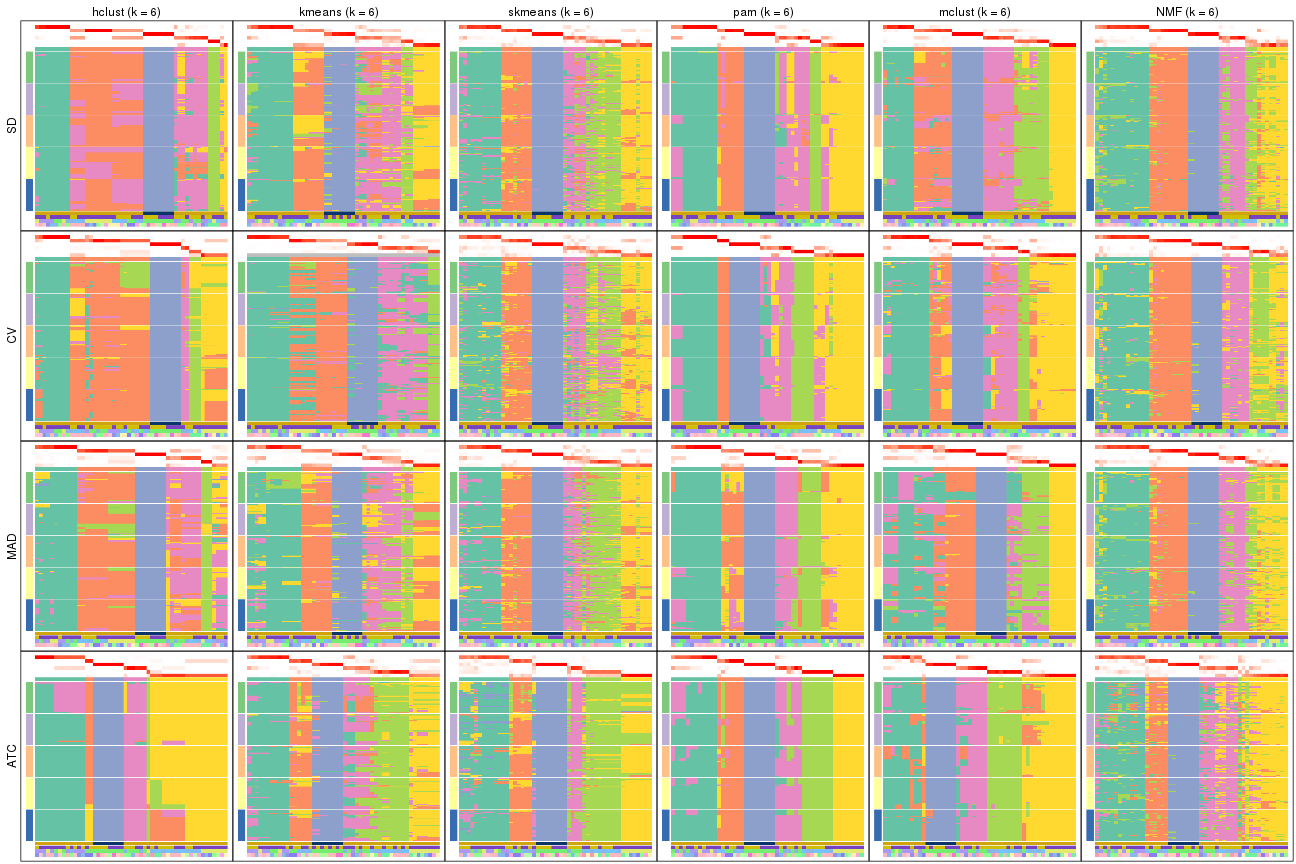 hclust (k = 6)
kmeans (k = 6)
skmeans (k = 6)
pam (k = 6)
mclust (k = 6)
NMF (k = 6)
SD
CV
MAD
ATC